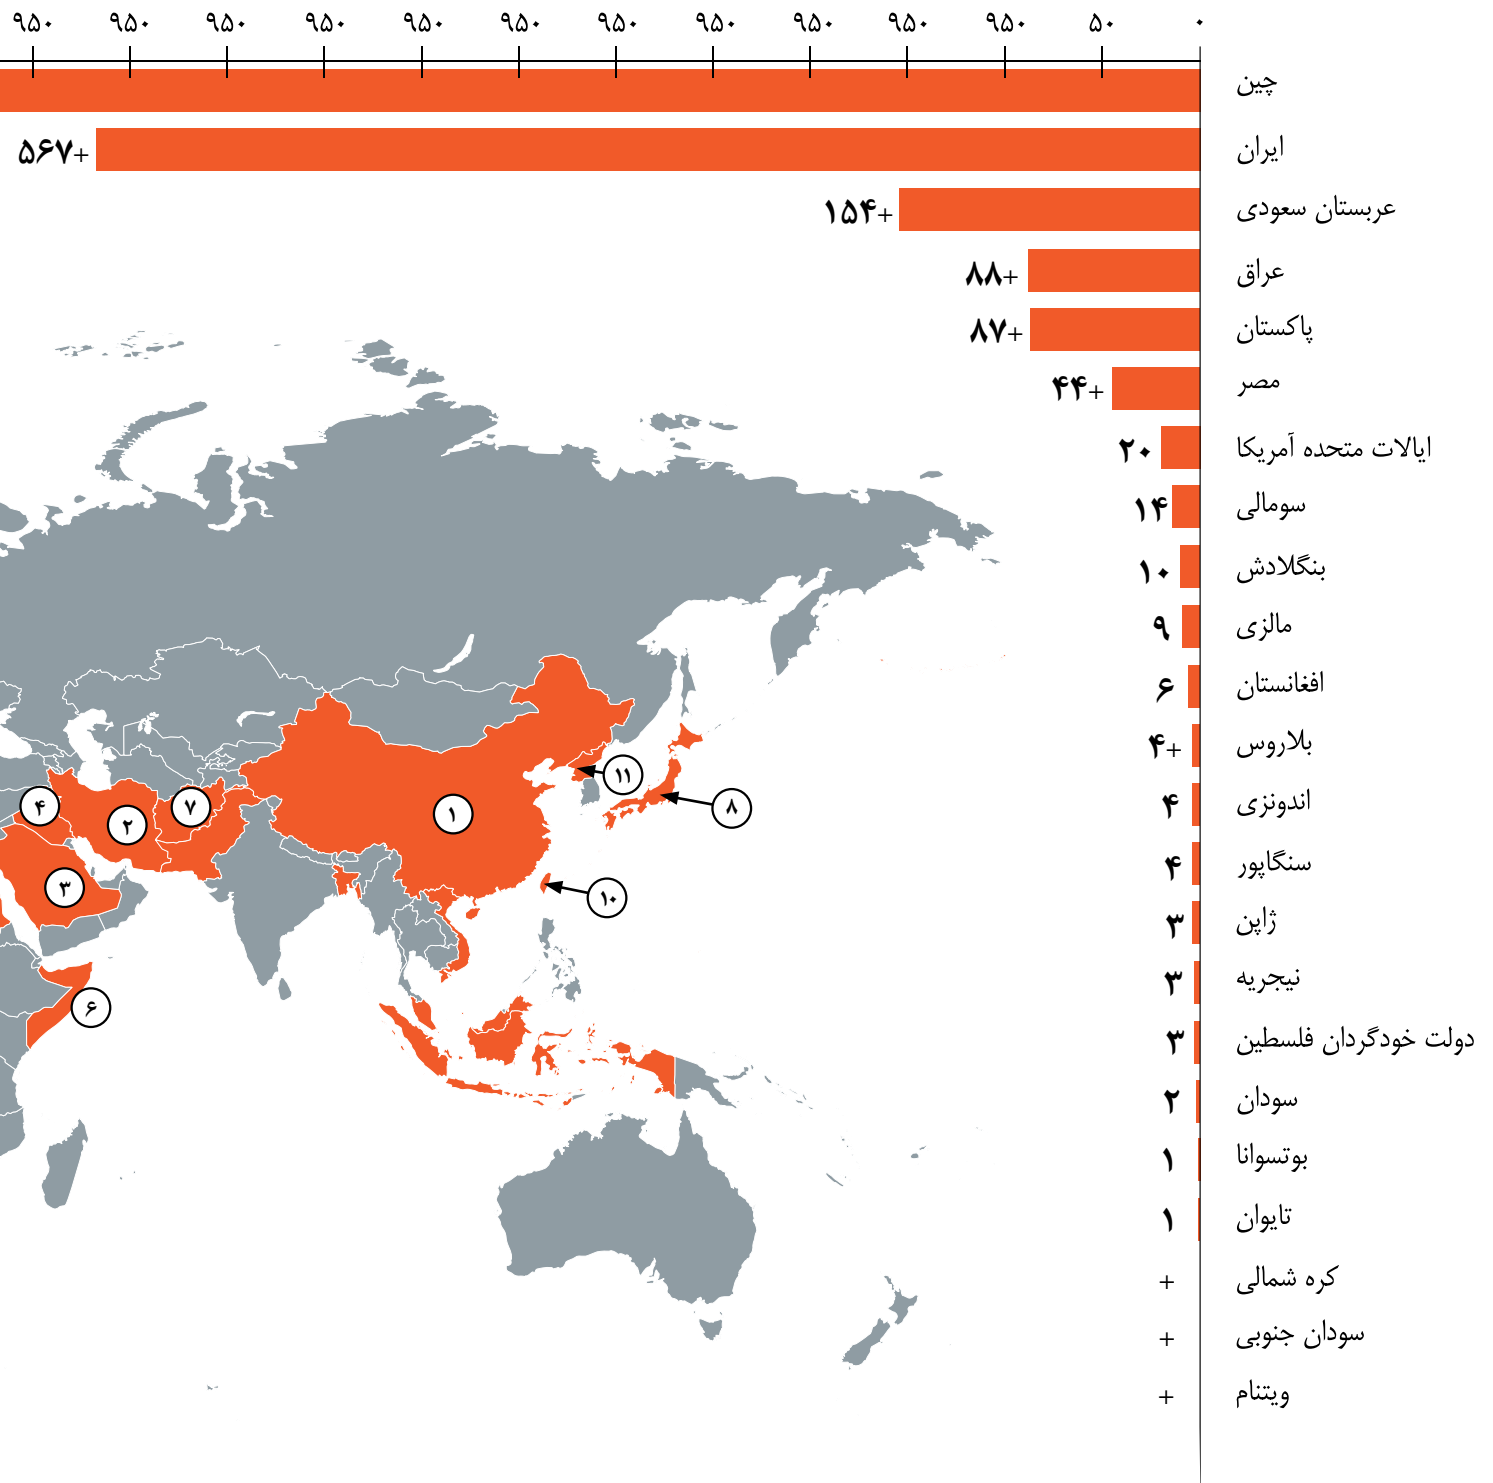 ۹۵۰ ۹۵۰ ۹۵۰ ۹۵۰ ۹۵۰ ۹۵۰ ۹۵۰ ۹۵۰ ۹۵۰ ۹۵۰ ۹۵۰ ۵۰ ۰
چین
ایران ۵۶۷+
عربستان سعودی ۱۵۴+
عراق ۸۸+
پاکستان ۸۷+
مصر ۴۴+
ایالات متحده آمریکا ۲۰
سومالی ۱۴
بنگلادش ۱۰
مالزی ۹
افغانستان ۶
بلاروس ۴+
اندونزی ۴
سنگاپور ۴
ژاپن ۳
نیجریه ۳
دولت خودگردان فلسطین ۳
سودان ۲
بوتسوانا ۱
تایوان ۱
کره شمالی +
سودان جنوبی +
ویتنام +
۱۱
۴
۷
۸
۱
۲
۳
۱۰
۶